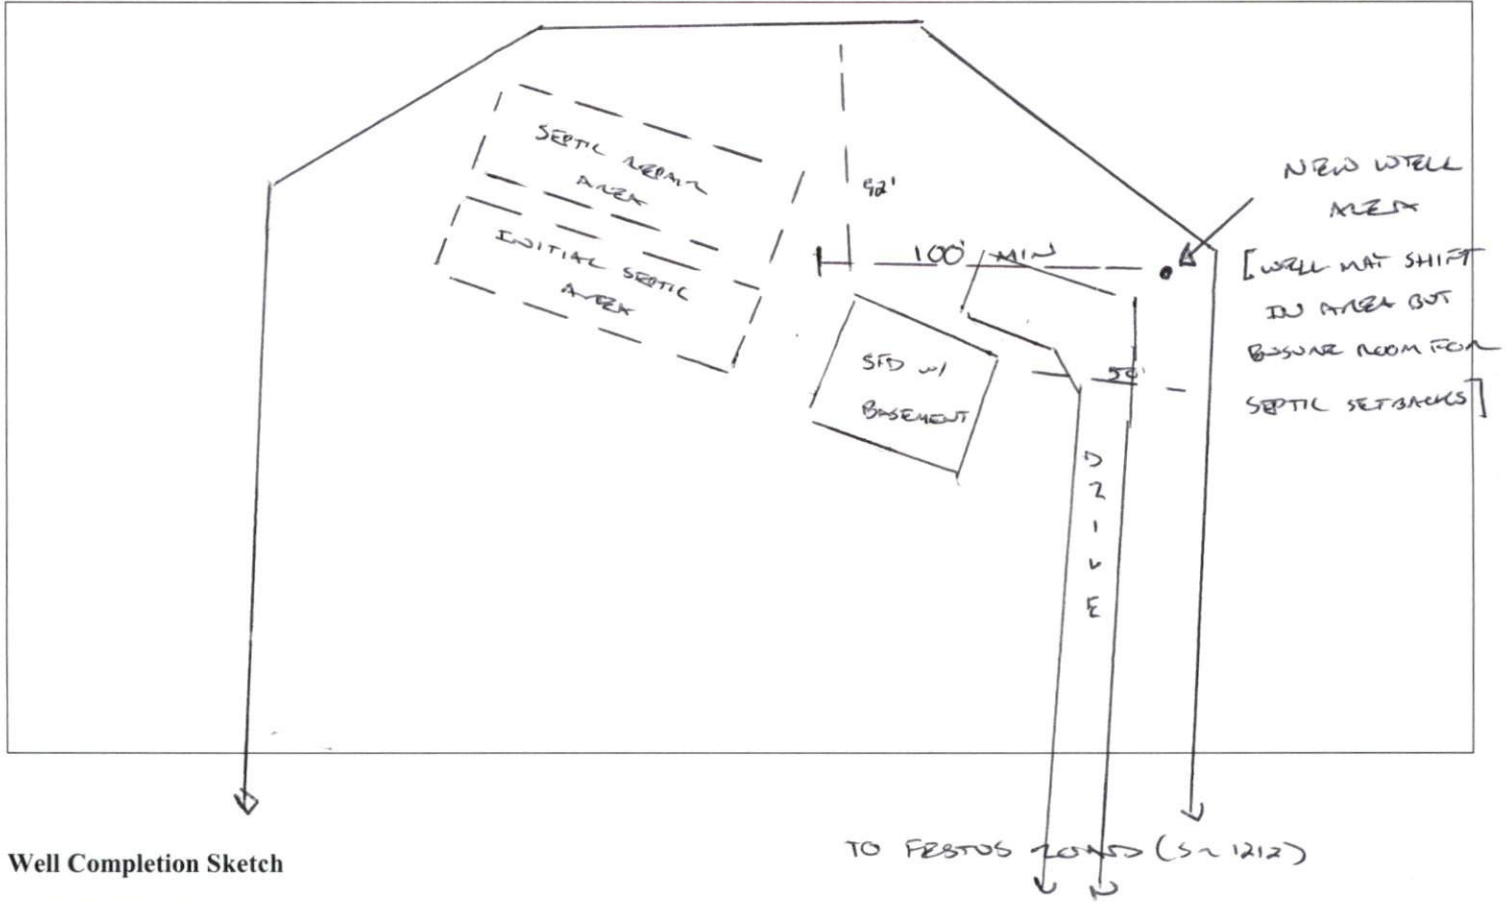 SEPTIC REPAIR
AREA
INITIAL SEPTIC
AREA
92'
100' MIN
NEW WELL
AREA
[WELL MAY SHIFT
IN AREA BUT
ENSURE ROOM FOR
SEPTIC SETBACKS]
SFD w/
BASEMENT
50'
DRIVE
TO FESTUS ROAD (SR 1212)
Well Completion Sketch